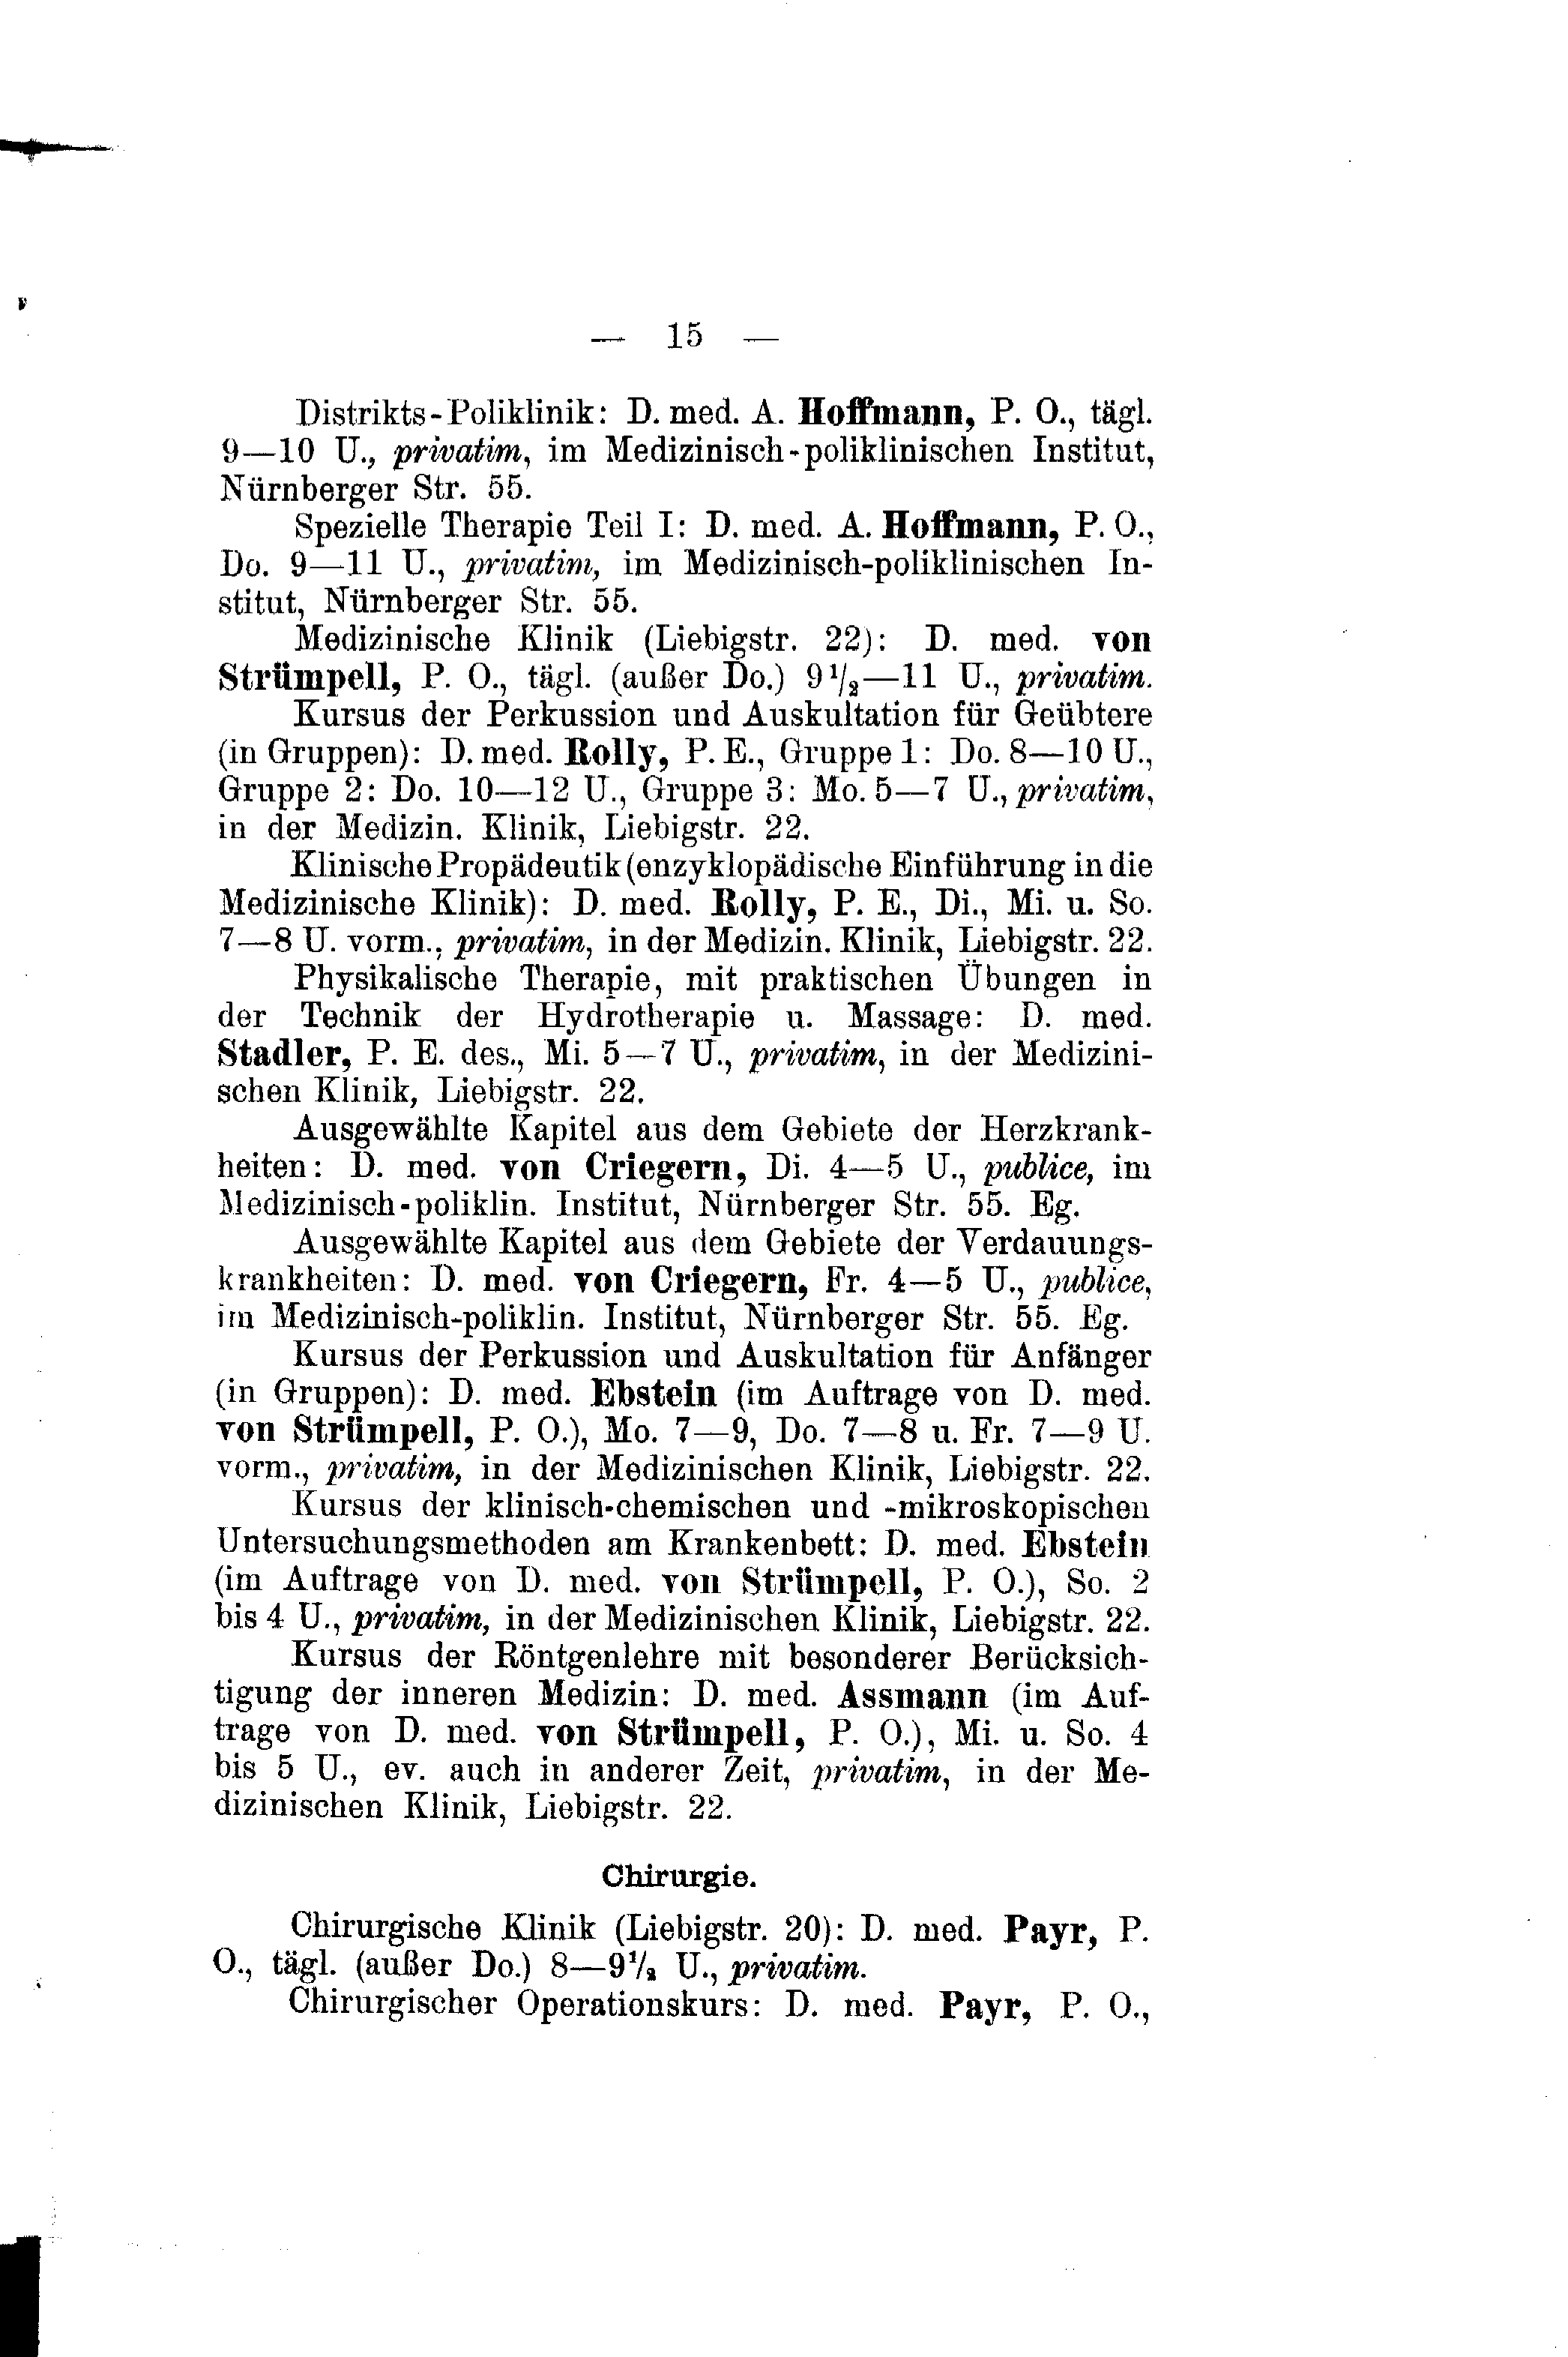 — 15 —
Distrikts-Poliklinik: D. med. A. Hoffmann, P. O., tägl.
9—10 U., privatim, im Medizinisch-poliklinischen Institut,
Nürnberger Str. 55.
Spezielle Therapie Teil I: D. med. A. Hoffmann, P. O.,
Do. 9—11 U., privatim, im Medizinisch-poliklinischen In-
stitut, Nürnberger Str. 55.
Medizinische Klinik (Liebigstr. 22): D. med. von
Strümpell, P. O., tägl. (außer Do.) 9 1/2—11 U., privatim.
Kursus der Perkussion und Auskultation für Geübtere
(in Gruppen): D. med. Rolly, P. E., Gruppe 1: Do. 8—10 U.,
Gruppe 2: Do. 10—12 U., Gruppe 3: Mo. 5—7 U., privatim,
in der Medizin. Klinik, Liebigstr. 22.
Klinische Propädeutik (enzyklopädische Einführung in die
Medizinische Klinik): D. med. Rolly, P. E., Di., Mi. u. So.
7—8 U. vorm., privatim, in der Medizin. Klinik, Liebigstr. 22.
Physikalische Therapie, mit praktischen Übungen in
der Technik der Hydrotherapie u. Massage: D. med.
Stadler, P. E. des., Mi. 5—7 U., privatim, in der Medizini-
schen Klinik, Liebigstr. 22.
Ausgewählte Kapitel aus dem Gebiete der Herzkrank-
heiten: D. med. von Criegern, Di. 4—5 U., publice, im
Medizinisch-poliklin. Institut, Nürnberger Str. 55. Eg.
Ausgewählte Kapitel aus dem Gebiete der Verdauungs-
krankheiten: D. med. von Criegern, Fr. 4—5 U., publice,
im Medizinisch-poliklin. Institut, Nürnberger Str. 55. Eg.
Kursus der Perkussion und Auskultation für Anfänger
(in Gruppen): D. med. Ebstein (im Auftrage von D. med.
von Strümpell, P. O.), Mo. 7—9, Do. 7—8 u. Fr. 7—9 U.
vorm., privatim, in der Medizinischen Klinik, Liebigstr. 22.
Kursus der klinisch-chemischen und -mikroskopischen
Untersuchungsmethoden am Krankenbett: D. med. Ebstein
(im Auftrage von D. med. von Strümpell, P. O.), So. 2
bis 4 U., privatim, in der Medizinischen Klinik, Liebigstr. 22.
Kursus der Röntgenlehre mit besonderer Berücksich-
tigung der inneren Medizin: D. med. Assmann (im Auf-
trage von D. med. von Strümpell, P. O.), Mi. u. So. 4
bis 5 U., ev. auch in anderer Zeit, privatim, in der Me-
dizinischen Klinik, Liebigstr. 22.
Chirurgie.
Chirurgische Klinik (Liebigstr. 20): D. med. Payr, P.
O., tägl. (außer Do.) 8—9 1/2 U., privatim.
Chirurgischer Operationskurs: D. med. Payr, P. O.,